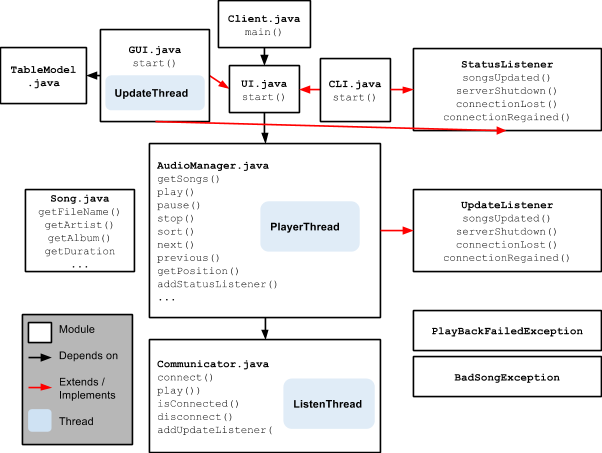 Client.java
main()
GUI.java
start()
UpdateThread
TableModel
.java
UI.java
start()
CLI.java
start()
StatusListener
songsUpdated()
serverShutdown()
connectionLost()
connectionRegained()
AudioManager.java
getSongs()
play()
pause()
stop()
sort()
next()
previous()
getPosition()
addStatusListener()
...
PlayerThread
Song.java
getFileName()
getArtist()
getAlbum()
getDuration
...
UpdateListener
songsUpdated()
serverShutdown()
connectionLost()
connectionRegained()
Module
Depends on
Extends /
Implements
Thread
Communicator.java
connect()
play())
isConnected()
disconnect()
addUpdateListener(
ListenThread
PlayBackFailedException
BadSongException